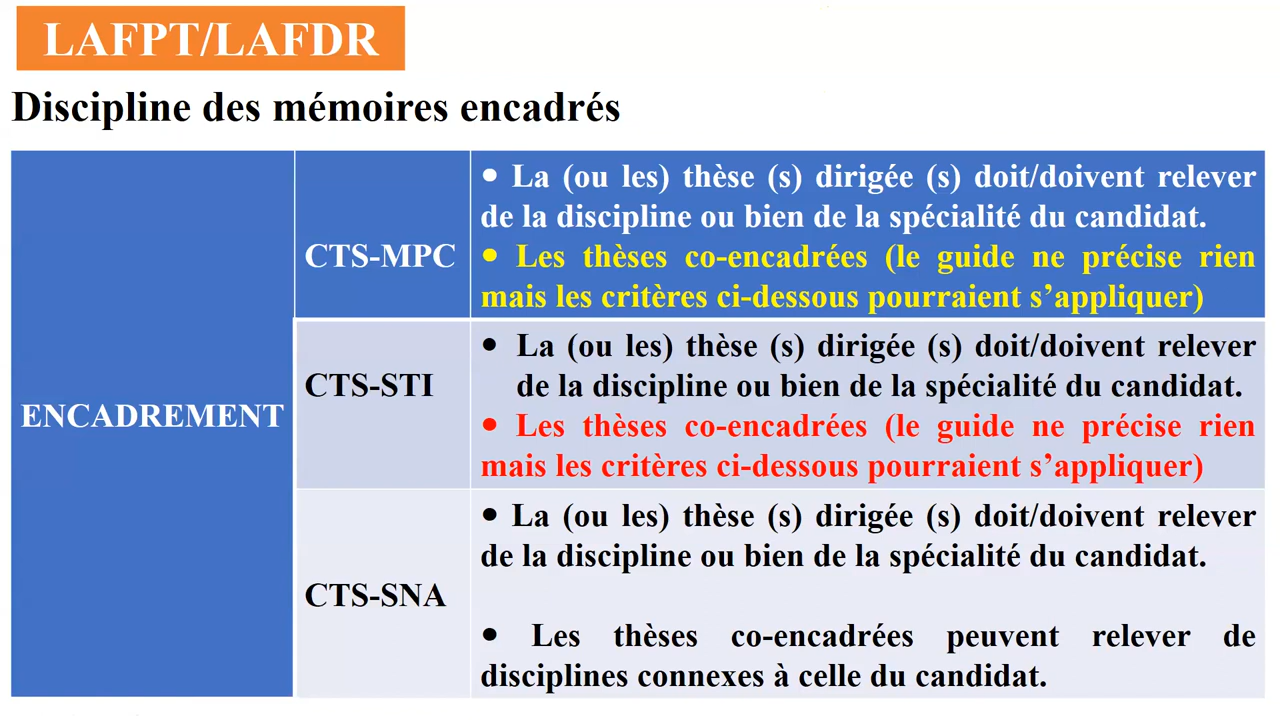 LAFPT/LAFDR
Discipline des mémoires encadrés
ENCADREMENT
CTS-MPC
• La (ou les) thèse (s) dirigée (s) doit/doivent relever
de la discipline ou bien de la spécialité du candidat.
• Les thèses co-encadrées (le guide ne précise rien
mais les critères ci-dessous pourraient s’appliquer)
CTS-STI
• La (ou les) thèse (s) dirigée (s) doit/doivent relever
de la discipline ou bien de la spécialité du candidat.
• Les thèses co-encadrées (le guide ne précise rien
mais les critères ci-dessous pourraient s’appliquer)
CTS-SNA
• La (ou les) thèse (s) dirigée (s) doit/doivent relever
de la discipline ou bien de la spécialité du candidat.
• Les thèses co-encadrées peuvent relever de
disciplines connexes à celle du candidat.